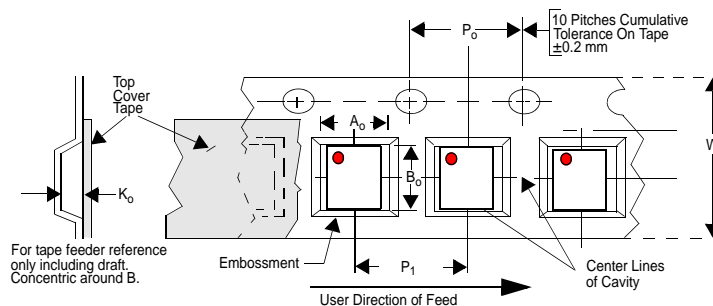 Po
10 Pitches Cumulative
Tolerance On Tape
±0.2 mm
Top
Cover
Tape
Ao
W
Bo
Ko
For tape feeder reference
only including draft.
Concentric around B.
Embossment
P1
Center Lines
of Cavity
User Direction of Feed